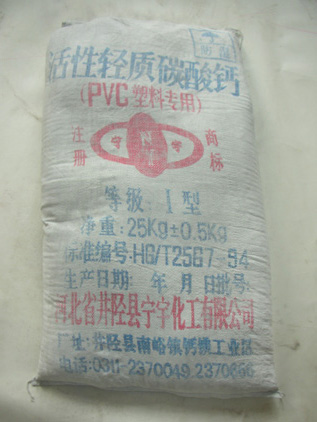 活性轻质碳酸钙
(PVC塑料专用)
注册
商标
等级:Ⅰ型
净重:25Kg±0.5Kg
标准编号:HG/T2567 94
生产日期: 年 月 日批号:
河北省井陉县宁宇化工有限公司
厂址:井陉县南峪镇钙镁工业区
电话:0311-2370049.2370656